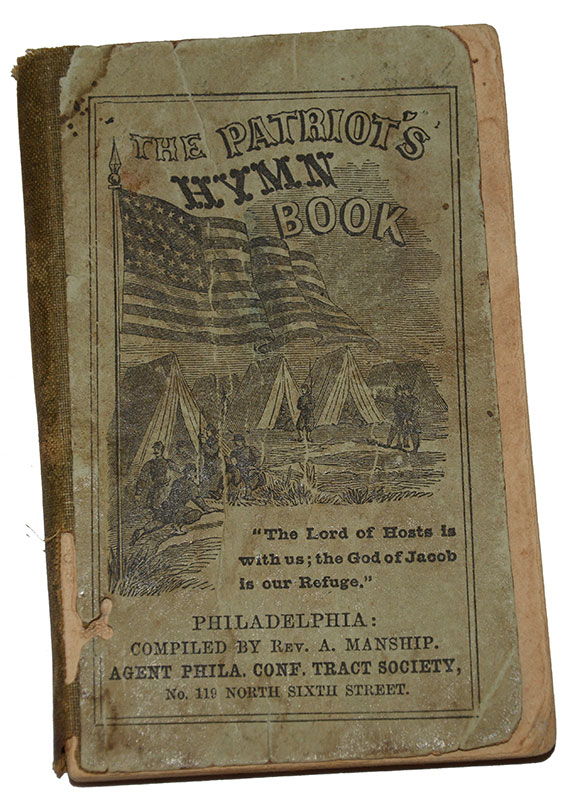 THE PATRIOT'S
HYMN
BOOK
"The Lord of Hosts is
with us; the God of Jacob
is our Refuge."
PHILADELPHIA:
COMPILED BY REV. A. MANSHIP.
AGENT PHILA. CONF. TRACT SOCIETY,
No. 119 NORTH SIXTH STREET.